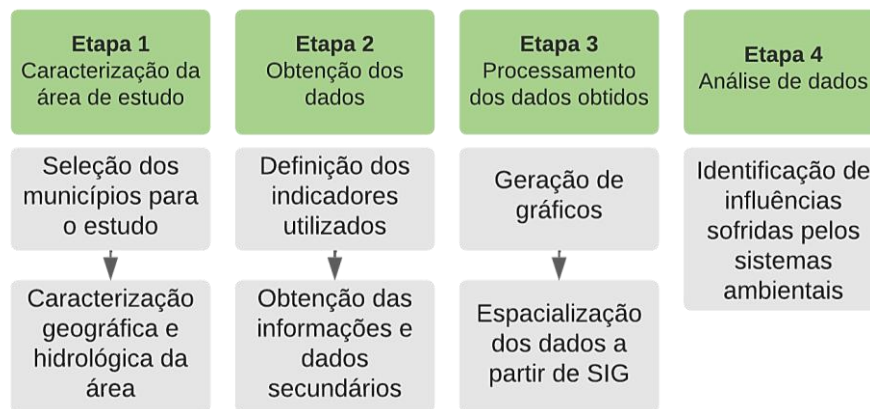 Etapa 1
Caracterização da
área de estudo
Seleção dos
municípios para
o estudo
Caracterização
geográfica e
hidrológica da
área
Etapa 2
Obtenção dos
dados
Definição dos
indicadores
utilizados
Obtenção das
informações e
dados
secundários
Etapa 3
Processamento
dos dados obtidos
Geração de
gráficos
Espacialização
dos dados a
partir de SIG
Etapa 4
Análise de dados
Identificação de
influências
sofridas pelos
sistemas
ambientais